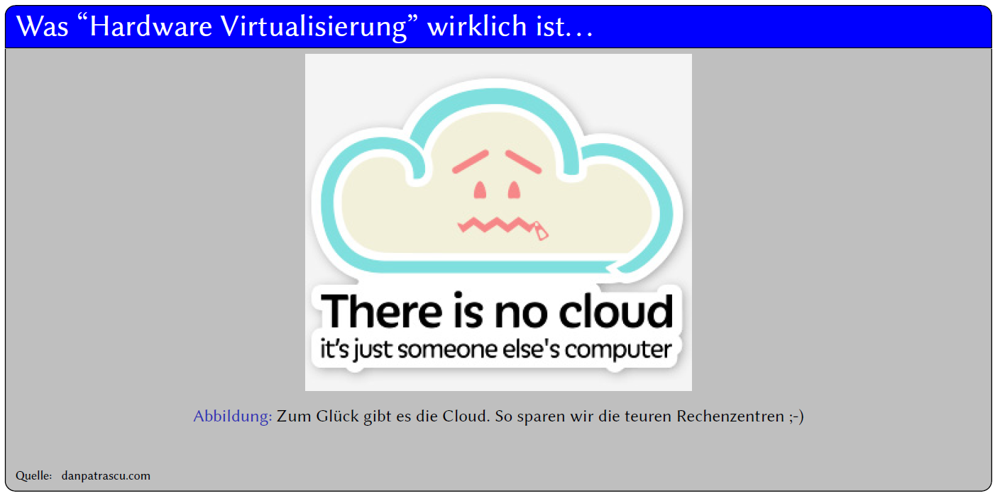 Was “Hardware Virtualisierung” wirklich ist…
There is no cloud
it's just someone else's computer
Abbildung: Zum Glück gibt es die Cloud. So sparen wir die teuren Rechenzentren ;-)
Quelle: danpatrascu.com